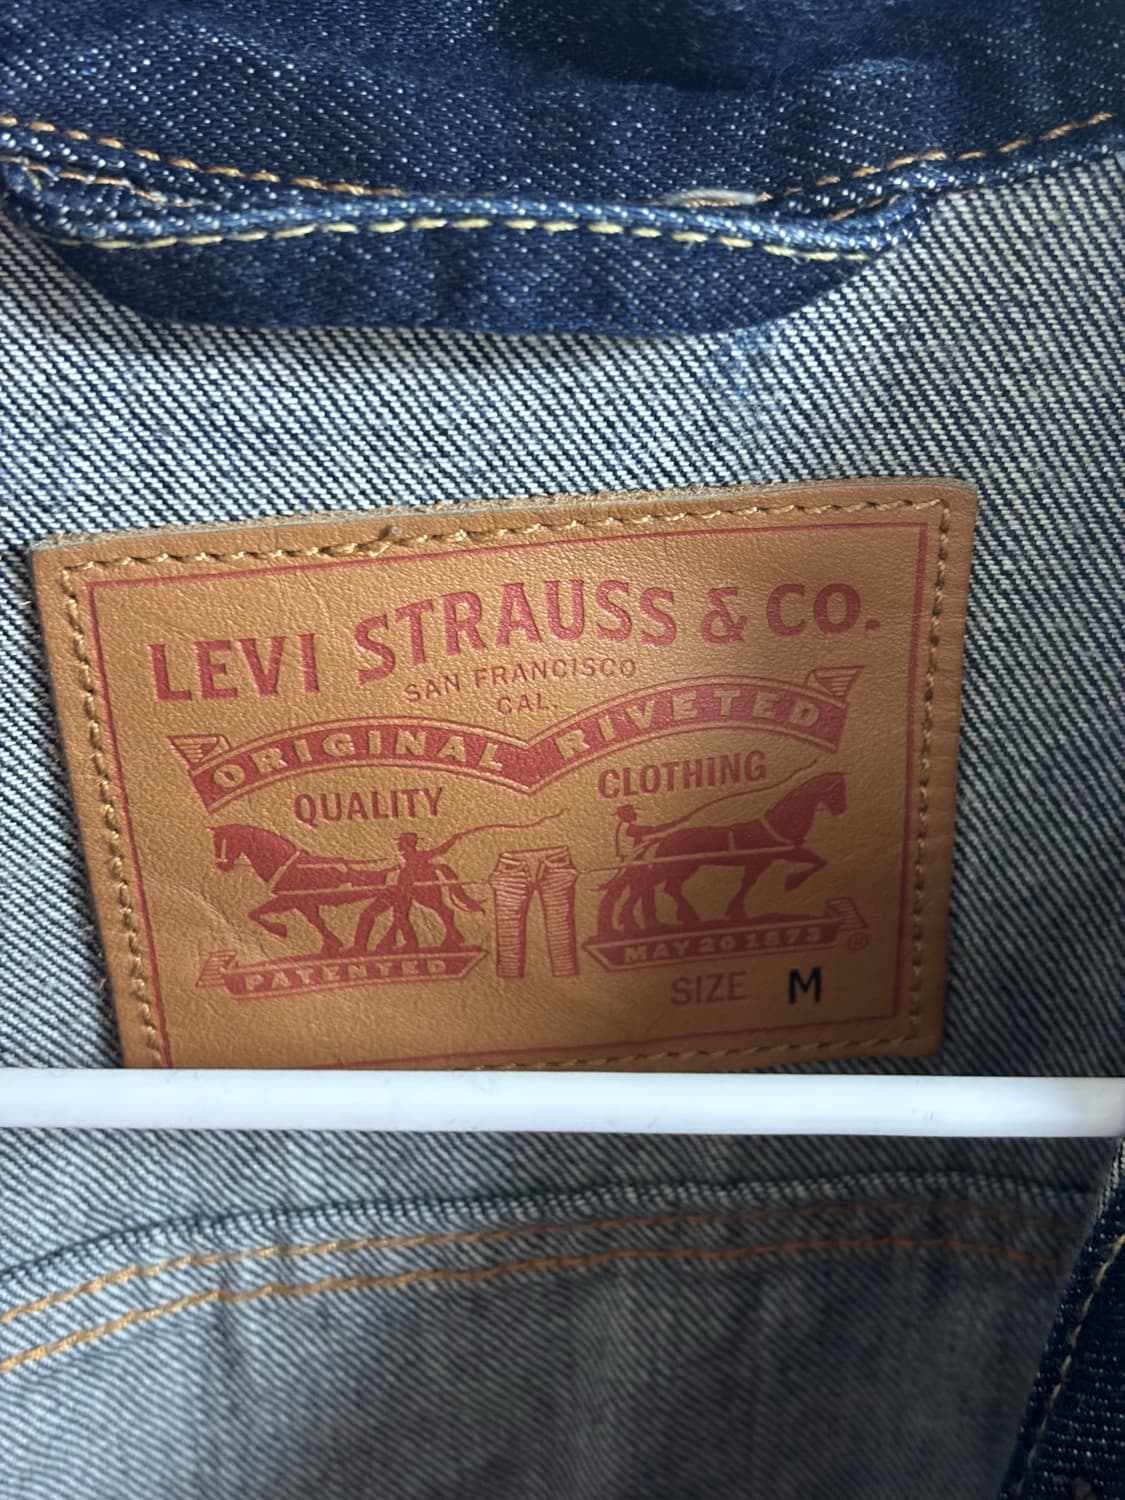 LEVI STRAUSS & CO.
SAN FRANCISCO
CAL.
ORIGINAL RIVETED
QUALITY CLOTHING
PATENTED MAY 20 1873 ®
SIZE M